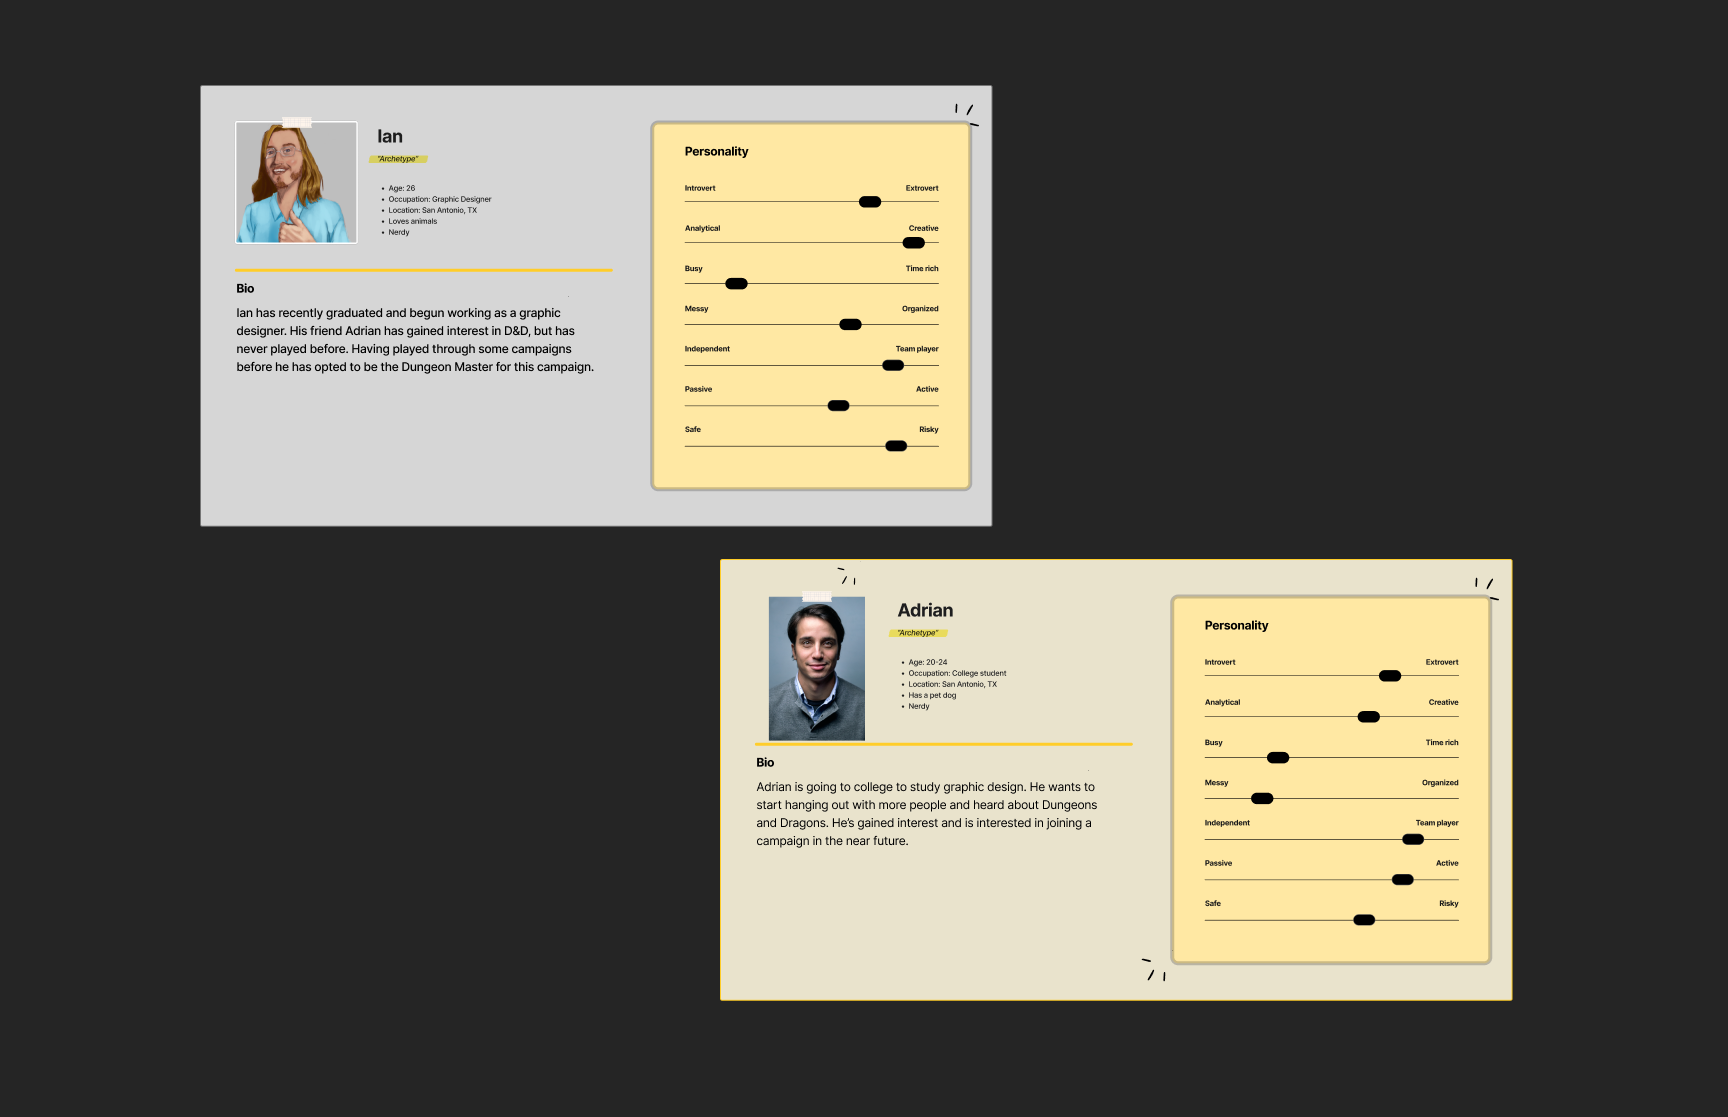 Ian
"Archetype"
• Age: 26
• Occupation: Graphic Designer
• Location: San Antonio, TX
• Loves animals
• Nerdy
Bio
Ian has recently graduated and begun working as a graphic
designer. His friend Adrian has gained interest in D&D, but has
never played before. Having played through some campaigns
before he has opted to be the Dungeon Master for this campaign.
Personality
Introvert Extrovert
Analytical Creative
Busy Time rich
Messy Organized
Independent Team player
Passive Active
Safe Risky
Adrian
"Archetype"
• Age: 20-24
• Occupation: College student
• Location: San Antonio, TX
• Has a pet dog
• Nerdy
Bio
Adrian is going to college to study graphic design. He wants to
start hanging out with more people and heard about Dungeons
and Dragons. He's gained interest and is interested in joining a
campaign in the near future.
Personality
Introvert Extrovert
Analytical Creative
Busy Time rich
Messy Organized
Independent Team player
Passive Active
Safe Risky